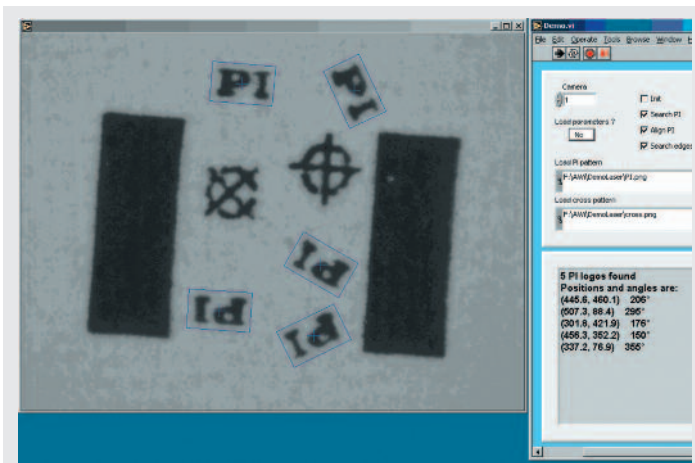 Demo.vi
File Edit Operate Tools Browse Window
PI
PI
Camera
1
Init
Search PI
Load parameters ?
No
Align PI
Search edges
Load PI pattern
F:\AWI\DemoLaser\PI.png
Load cross pattern
F:\AWI\DemoLaser\cross.png
PI
PI
PI
5 PI logos found
Positions and angles are:
(445.6, 460.1) 206°
(507.3, 88.4) 295°
(301.8, 421.9) 176°
(456.3, 352.2) 150°
(337.2, 76.9) 355°